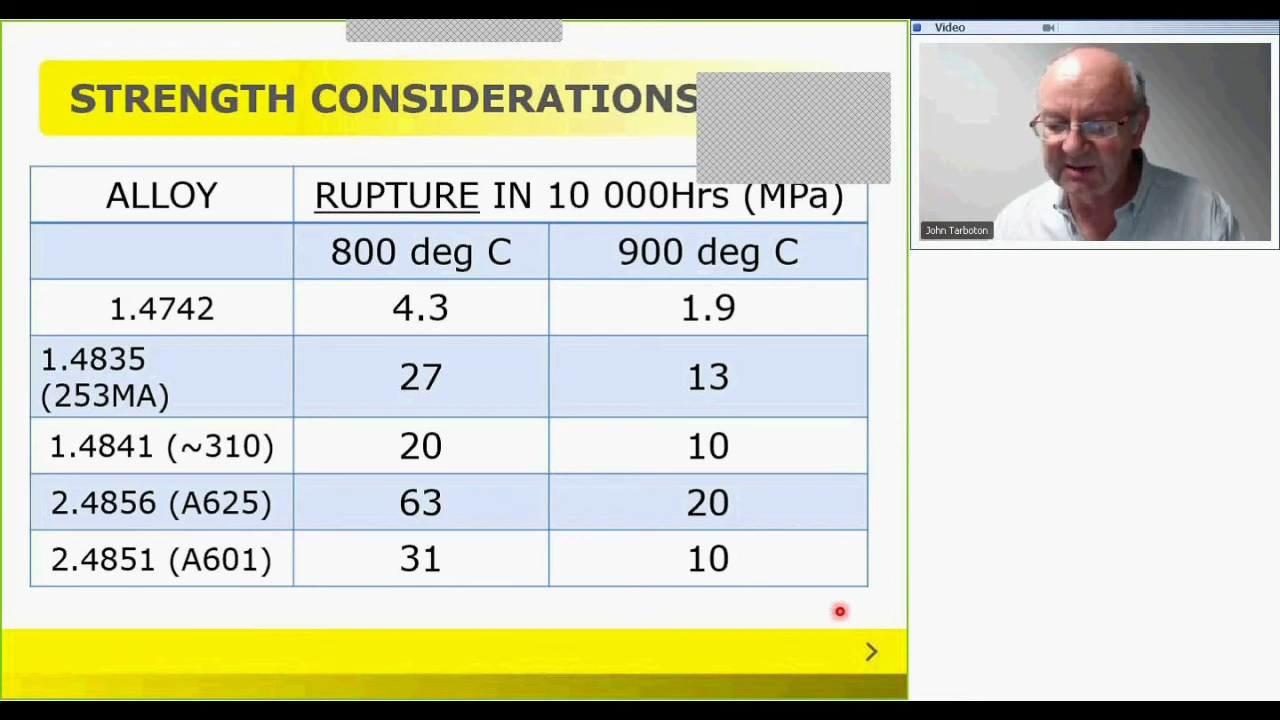 STRENGTH CONSIDERATIONS
ALLOY RUPTURE IN 10 000Hrs (MPa)
800 deg C 900 deg C
1.4742 4.3 1.9
1.4835
(253MA) 27 13
1.4841 (~310) 20 10
2.4856 (A625) 63 20
2.4851 (A601) 31 10
Video
John Tarboton